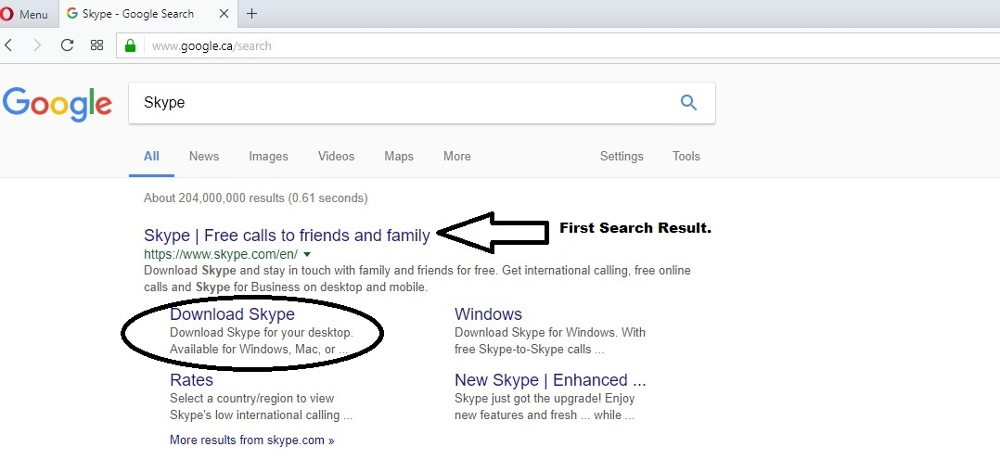 Menu
Skype - Google Search
www.google.ca/search
Google
Skype
All News Images Videos Maps More Settings Tools
About 204,000,000 results (0.61 seconds)
Skype | Free calls to friends and family
First Search Result.
https://www.skype.com/en/
Download Skype and stay in touch with family and friends for free. Get international calling, free online
calls and Skype for Business on desktop and mobile.
Download Skype
Download Skype for your desktop.
Available for Windows, Mac, or ...
Windows
Download Skype for Windows. With
free Skype-to-Skype calls ...
Rates
Select a country/region to view
Skype's low international calling ...
New Skype | Enhanced ...
Skype just got the upgrade! Enjoy
new features and fresh ... while ...
More results from skype.com »